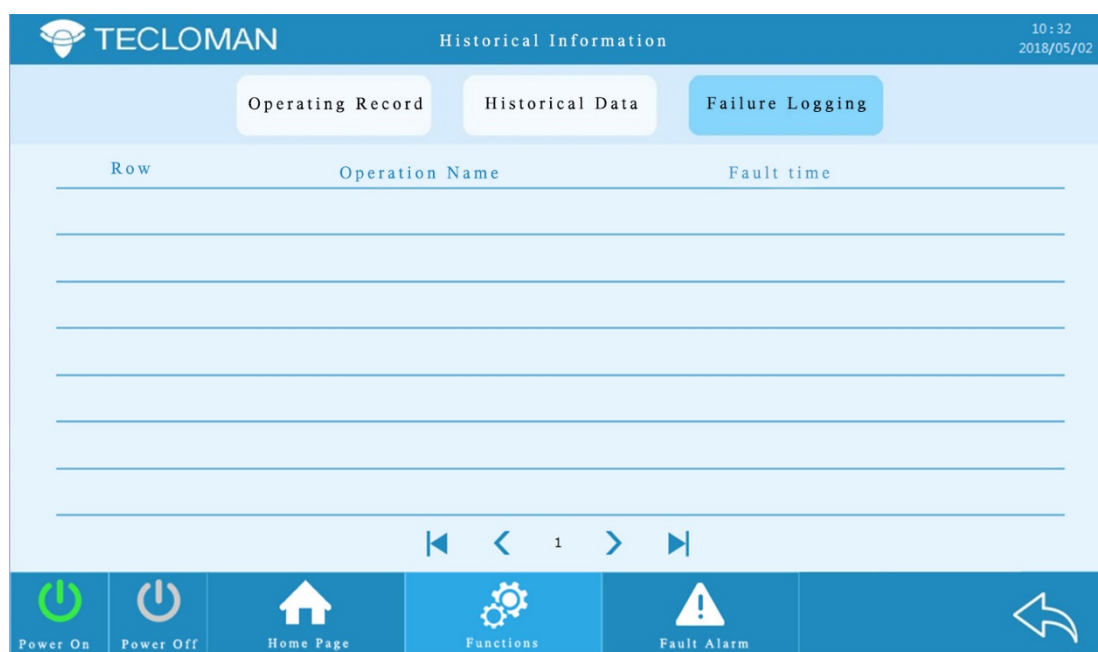 TECLOMAN
Historical Information
10:32
2018/05/02
Operating Record
Historical Data
Failure Logging
Row
Operation Name
Fault time
1
Power On
Power Off
Home Page
Functions
Fault Alarm